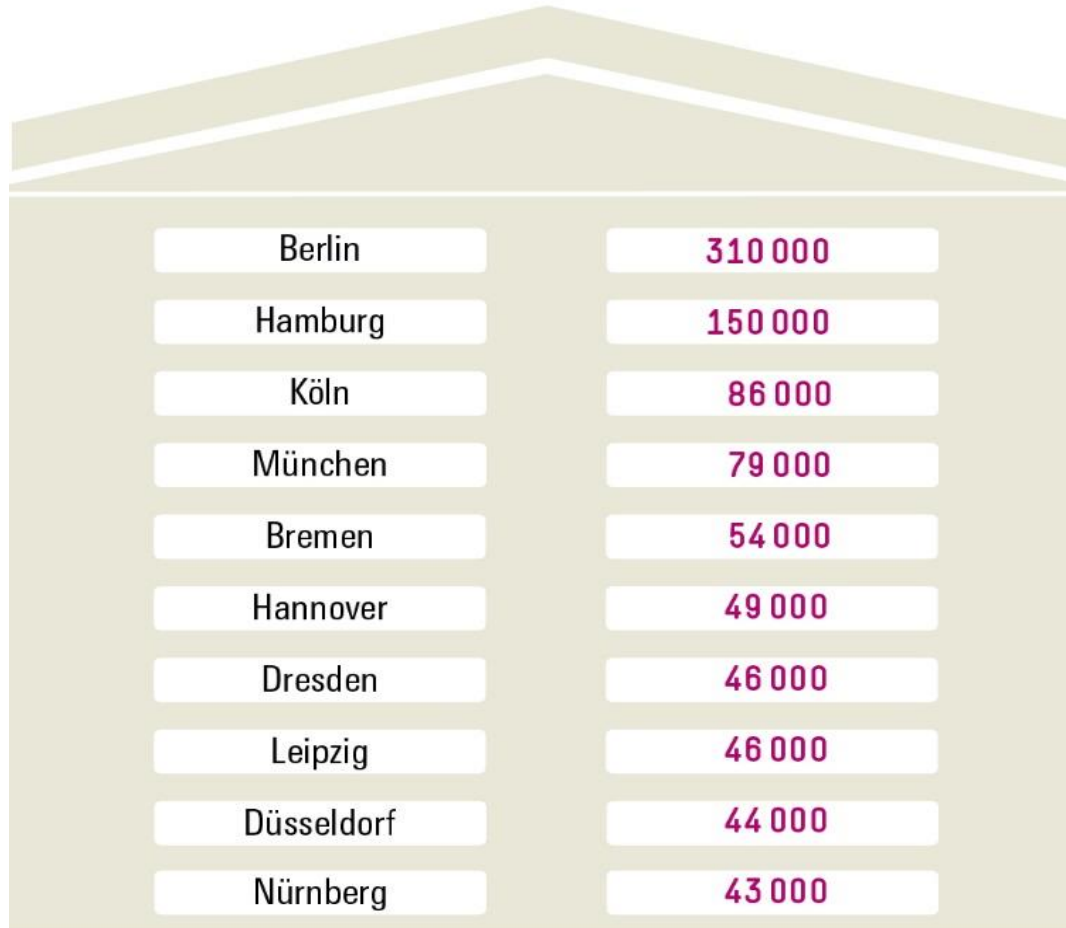 Berlin 310 000
Hamburg 150 000
Köln 86 000
München 79 000
Bremen 54 000
Hannover 49 000
Dresden 46 000
Leipzig 46 000
Düsseldorf 44 000
Nürnberg 43 000